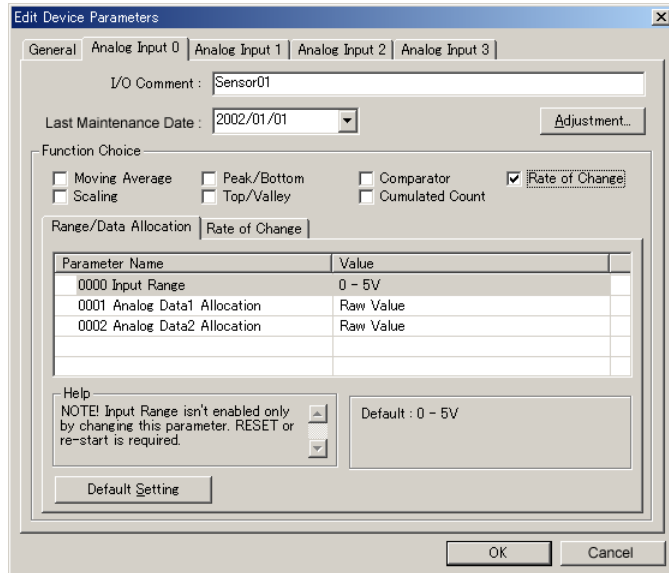 Edit Device Parameters
General Analog Input 0 Analog Input 1 Analog Input 2 Analog Input 3
I/O Comment : Sensor01
Last Maintenance Date : 2002/01/01 Adjustment...
Function Choice
Moving Average Peak/Bottom Comparator Rate of Change
Scaling Top/Valley Cumulated Count
Range/Data Allocation Rate of Change
Parameter Name Value
0000 Input Range 0 - 5V
0001 Analog Data1 Allocation Raw Value
0002 Analog Data2 Allocation Raw Value
Help
NOTE! Input Range isn't enabled only
by changing this parameter. RESET or
re-start is required.
Default : 0 - 5V
Default Setting
OK Cancel